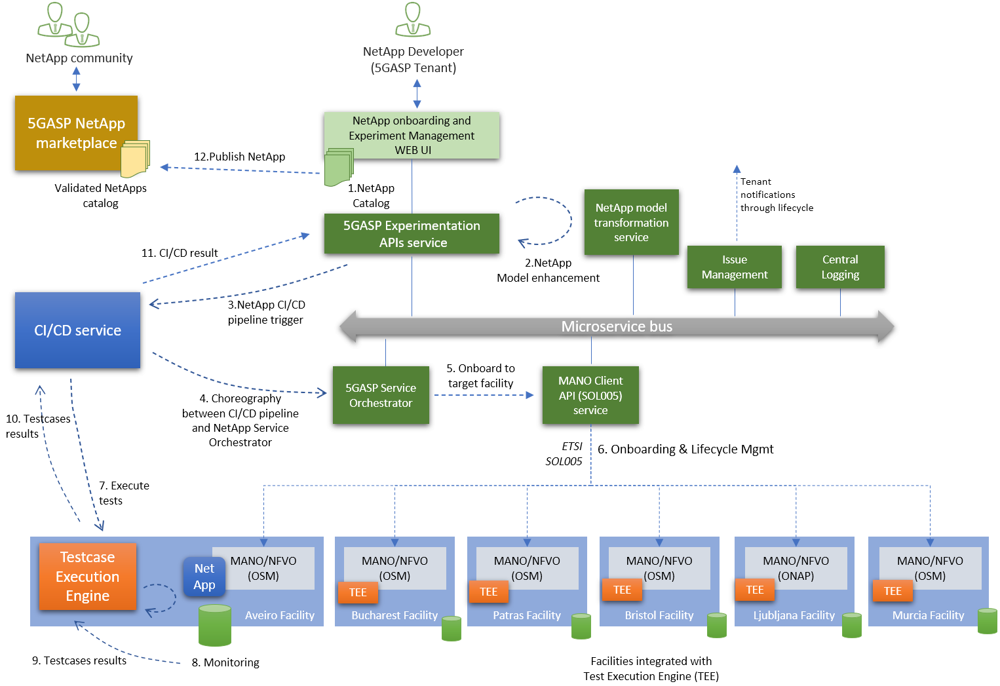 NetApp community
NetApp Developer
(5GASP Tenant)
5GASP NetApp
marketplace
Validated NetApps
catalog
12.Publish NetApp
NetApp onboarding and
Experiment Management
WEB UI
1.NetApp
Catalog
5GASP Experimentation
APIs service
2.NetApp
Model enhancement
NetApp model
transformation
service
Tenant
notifications
through lifecycle
Issue
Management
Central
Logging
11. CI/CD result
3.NetApp CI/CD
pipeline trigger
CI/CD service
Microservice bus
4. Choreography
between CI/CD pipeline
and NetApp Service
Orchestrator
5GASP Service
Orchestrator
5. Onboard to
target facility
MANO Client
API (SOL005)
service
ETSI
SOL005
6. Onboarding & Lifecycle Mgmt
10. Testcases
results
7. Execute
tests
Testcase
Execution
Engine
Net
App
MANO/NFVO
(OSM)
Aveiro Facility
MANO/NFVO
(OSM)
TEE
Bucharest Facility
MANO/NFVO
(OSM)
TEE
Patras Facility
MANO/NFVO
(OSM)
TEE
Bristol Facility
MANO/NFVO
(ONAP)
TEE
Ljubljana Facility
MANO/NFVO
(OSM)
TEE
Murcia Facility
9. Testcases results
8. Monitoring
Facilities integrated with
Test Execution Engine (TEE)